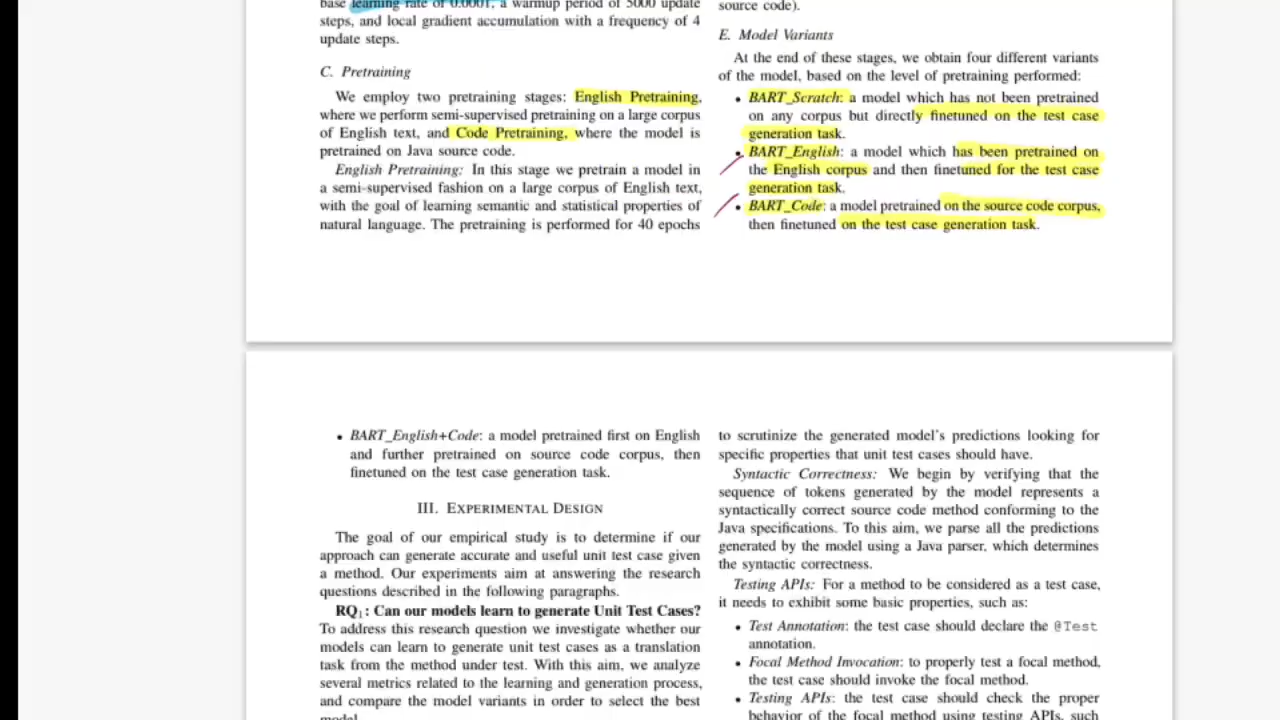 base learning rate of 0.0001, a warmup period of 5000 update
steps, and local gradient accumulation with a frequency of 4
update steps.
C. Pretraining
We employ two pretraining stages: English Pretraining,
where we perform semi-supervised pretraining on a large corpus
of English text, and Code Pretraining, where the model is
pretrained on Java source code.
English Pretraining: In this stage we pretrain a model in
a semi-supervised fashion on a large corpus of English text,
with the goal of learning semantic and statistical properties of
natural language. The pretraining is performed for 40 epochs
source code).
E. Model Variants
At the end of these stages, we obtain four different variants
of the model, based on the level of pretraining performed:
• BART_Scratch: a model which has not been pretrained
on any corpus but directly finetuned on the test case
generation task.
• BART_English: a model which has been pretrained on
the English corpus and then finetuned for the test case
generation task.
• BART_Code: a model pretrained on the source code corpus,
then finetuned on the test case generation task.
• BART_English+Code: a model pretrained first on English
and further pretrained on source code corpus, then
finetuned on the test case generation task.
III. EXPERIMENTAL DESIGN
The goal of our empirical study is to determine if our
approach can generate accurate and useful unit test case given
a method. Our experiments aim at answering the research
questions described in the following paragraphs.
RQ1: Can our models learn to generate Unit Test Cases?
To address this research question we investigate whether our
models can learn to generate unit test cases as a translation
task from the method under test. With this aim, we analyze
several metrics related to the learning and generation process,
and compare the model variants in order to select the best
model.
to scrutinize the generated model's predictions looking for
specific properties that unit test cases should have.
Syntactic Correctness: We begin by verifying that the
sequence of tokens generated by the model represents a
syntactically correct source code method conforming to the
Java specifications. To this aim, we parse all the predictions
generated by the model using a Java parser, which determines
the syntactic correctness.
Testing APIs: For a method to be considered as a test case,
it needs to exhibit some basic properties, such as:
• Test Annotation: the test case should declare the @Test
annotation.
• Focal Method Invocation: to properly test a focal method,
the test case should invoke the focal method.
• Testing APIs: the test case should check the proper
behavior of the focal method using testing APIs, such